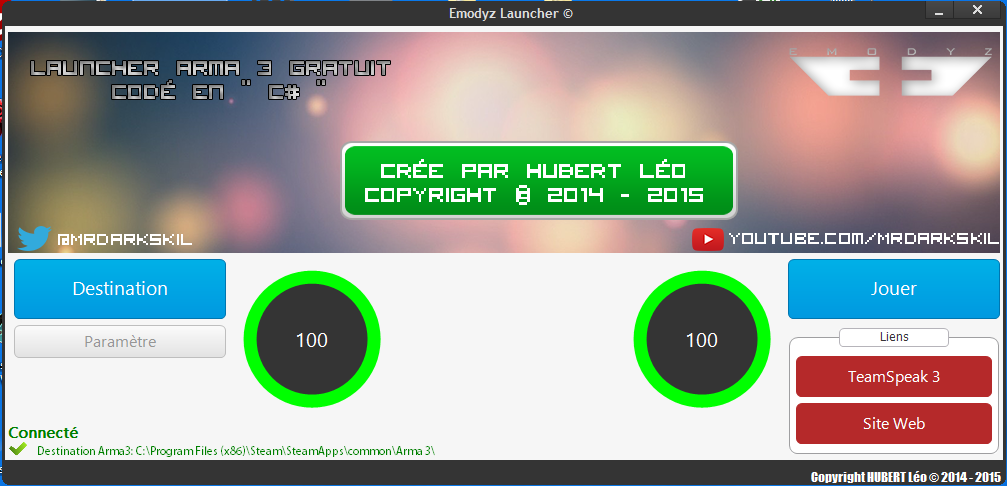 Emodyz Launcher ©
LAUNCHER ARMA 3 GRATUIT
CODÉ EN " C# "
EMODYZ
CRÉE PAR HUBERT LÉO
COPYRIGHT @ 2014 - 2015
@MRDARKSKIL
YOUTUBE.COM/MRDARKSKIL
Destination
Jouer
Paramètre
100
100
Liens
TeamSpeak 3
Site Web
Connecté
Destination Arma3: C:\Program Files (x86)\Steam\SteamApps\common\Arma 3\
Copyright HUBERT Léo © 2014 - 2015